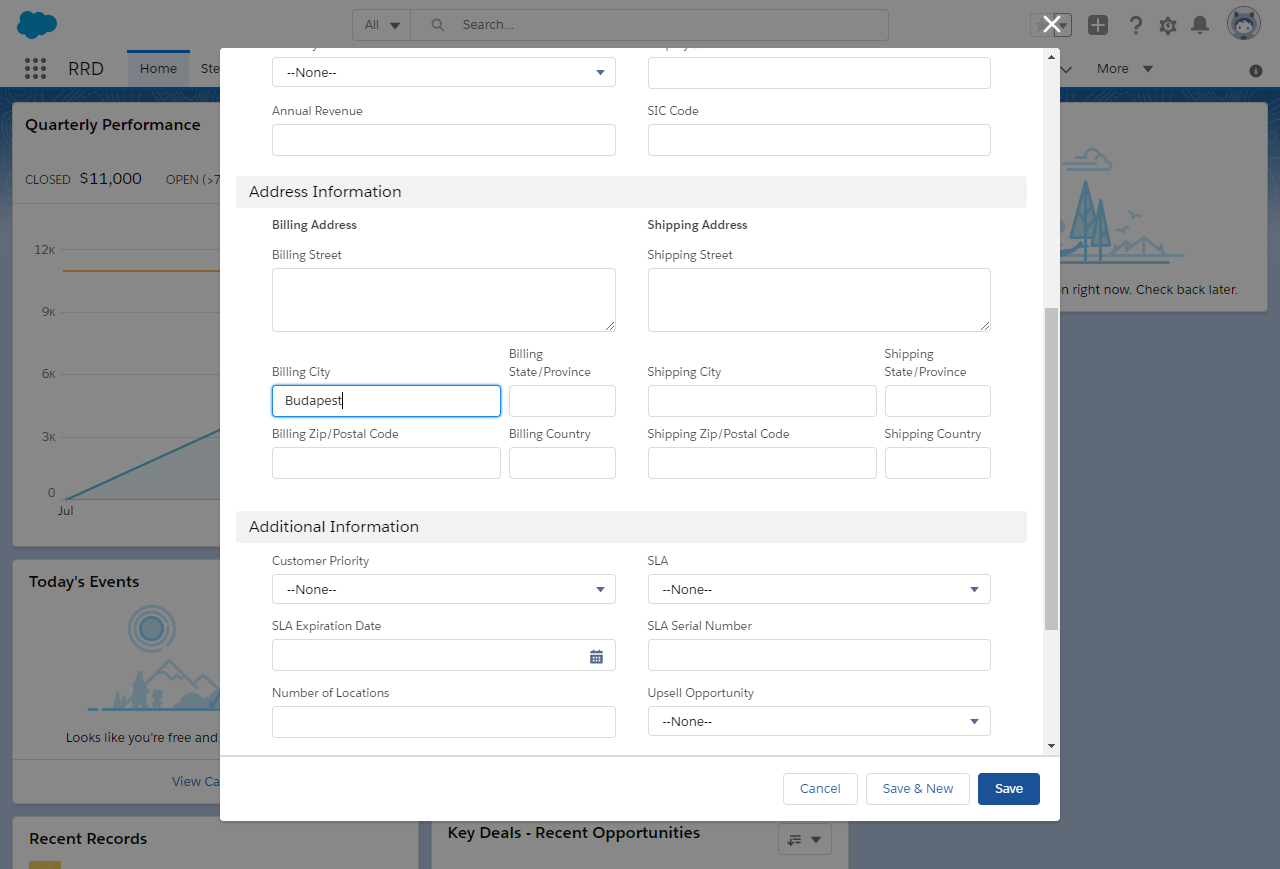 All
Search...
RRD
Home
Ste
More
Quarterly Performance
CLOSED $11,000 OPEN (>7
12K
9K
6K
3K
0
Jul
n right now. Check back later.
--None--
Annual Revenue
SIC Code
Address Information
Billing Address
Shipping Address
Billing Street
Shipping Street
Billing City
Billing
State/Province
Shipping City
Shipping
State/Province
Budapest
Billing Zip/Postal Code
Billing Country
Shipping Zip/Postal Code
Shipping Country
Additional Information
Customer Priority
SLA
--None--
--None--
SLA Expiration Date
SLA Serial Number
Number of Locations
Upsell Opportunity
--None--
Cancel
Save & New
Save
Today's Events
Looks like you're free and
View Ca
Recent Records
Key Deals - Recent Opportunities